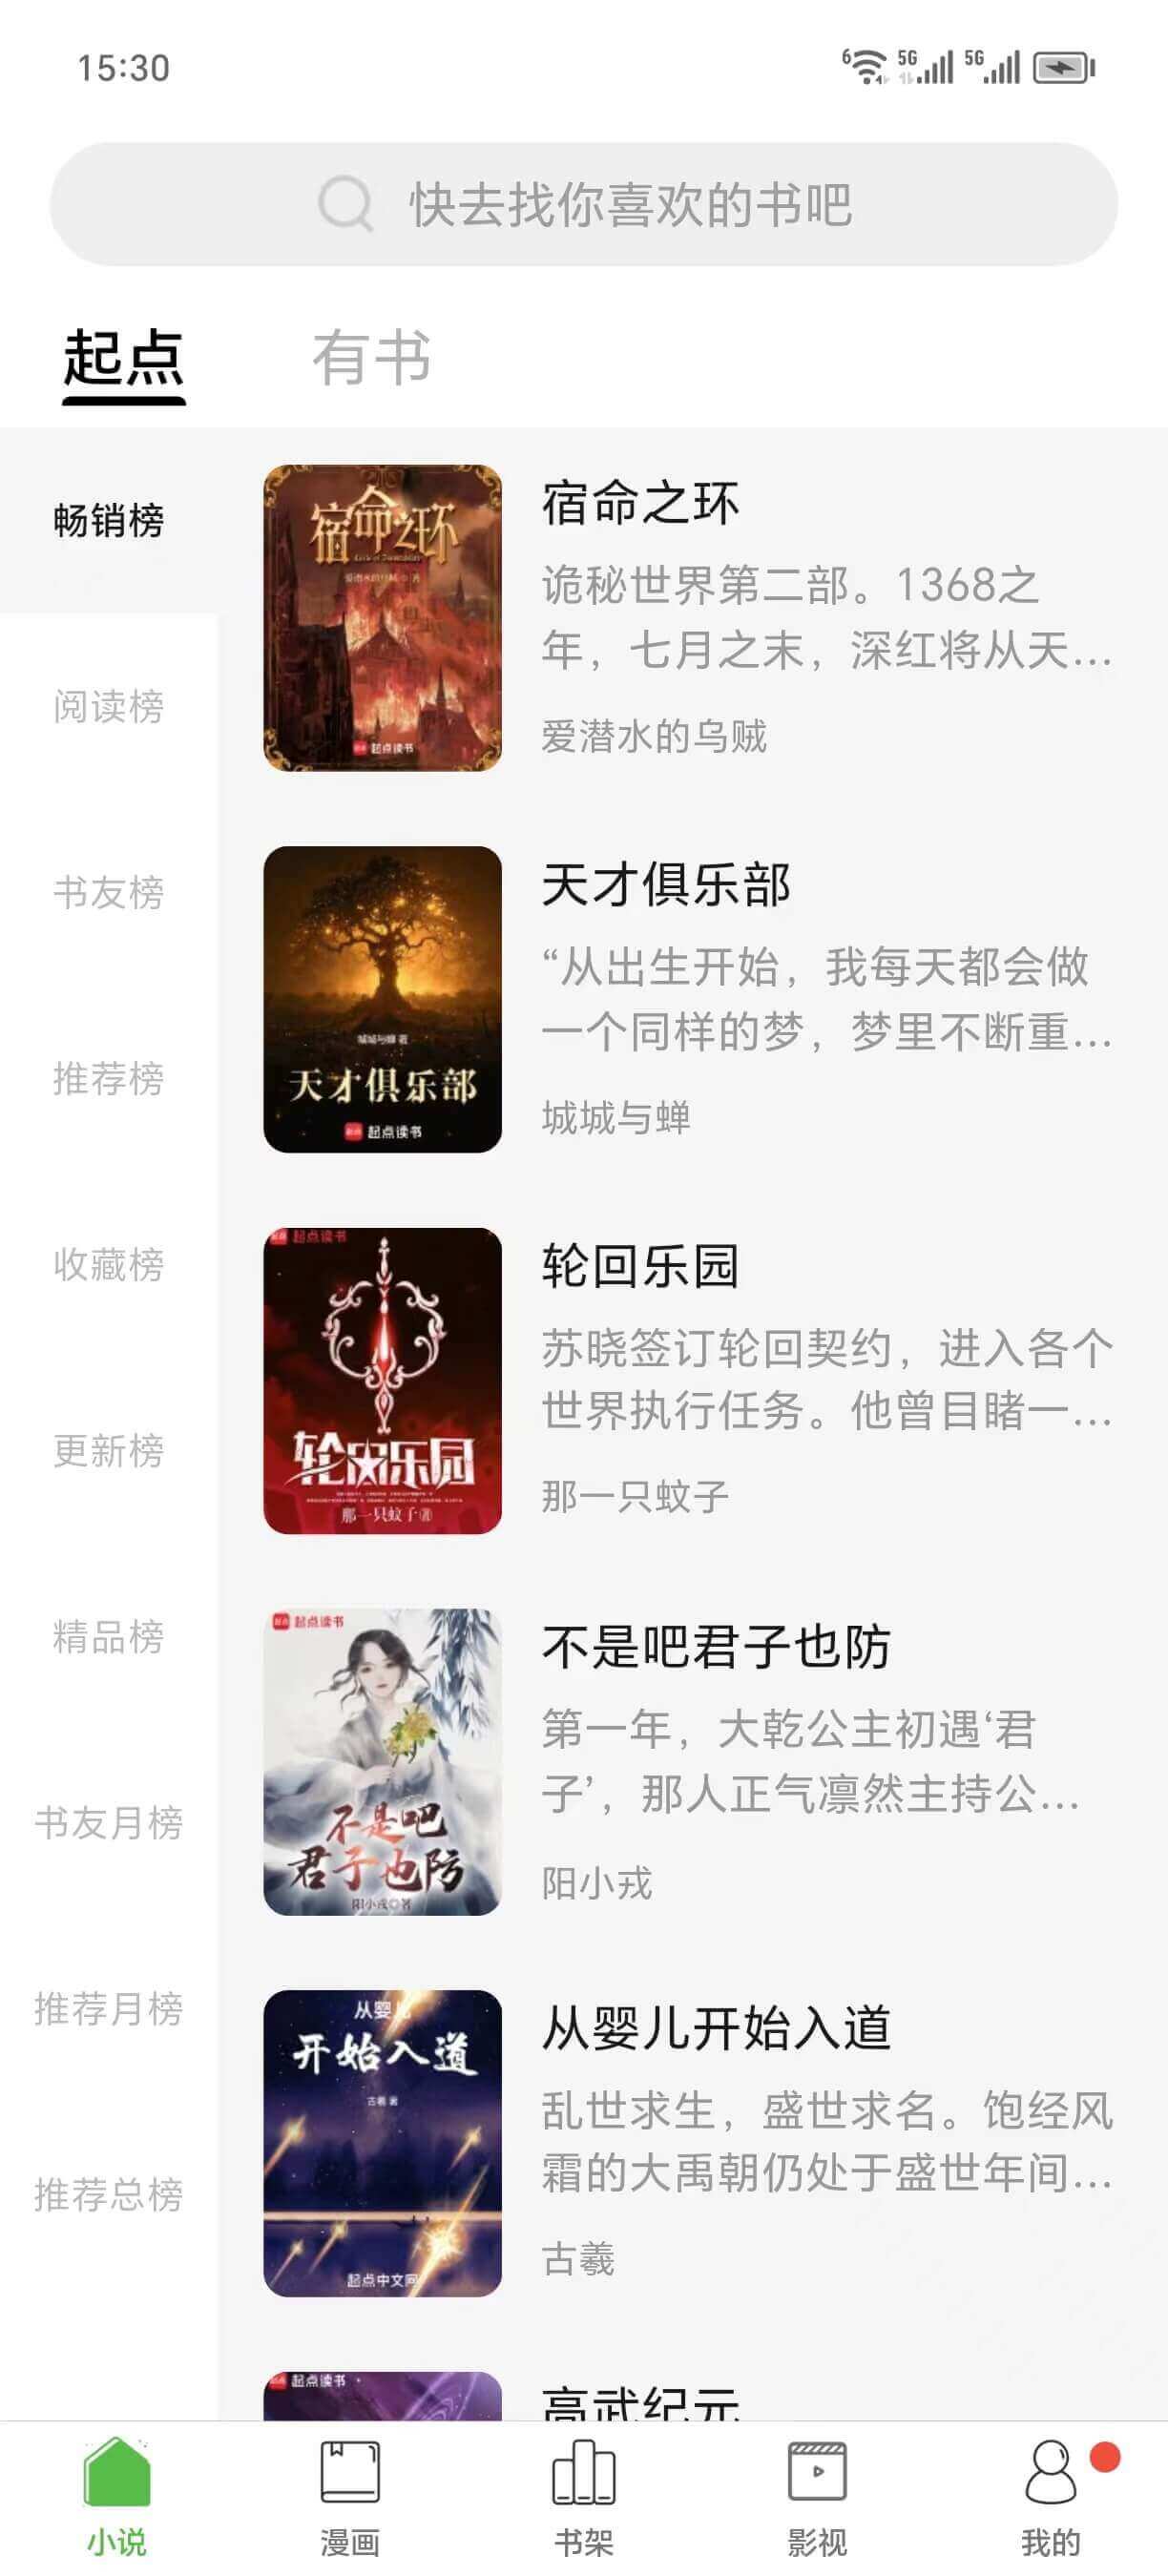 15:30
6 5G 5G
快去找你喜欢的书吧
起点 有书
畅销榜
阅读榜
书友榜
推荐榜
收藏榜
更新榜
精品榜
书友月榜
推荐月榜
推荐总榜
宿命之环
爱潜水的乌贼 著
起点读书
宿命之环
诡秘世界第二部。1368之
年，七月之末，深红将从天...
爱潜水的乌贼
城城与蝉 著
天才俱乐部
起点读书
天才俱乐部
“从出生开始，我每天都会做
一个同样的梦，梦里不断重...
城城与蝉
起点读书
轮回乐园
那一只蚊子 著
轮回乐园
苏晓签订轮回契约，进入各个
世界执行任务。他曾目睹一...
那一只蚊子
起点读书
不是吧
君子也防
阳小戎◎著
不是吧君子也防
第一年，大乾公主初遇‘君
子’，那人正气凛然主持公...
阳小戎
从婴儿
开始入道
古羲 著
起点中文网
从婴儿开始入道
乱世求生，盛世求名。饱经风
霜的大禹朝仍处于盛世年间...
古羲
起点读书
高武纪元
小说 漫画 书架 影视 我的